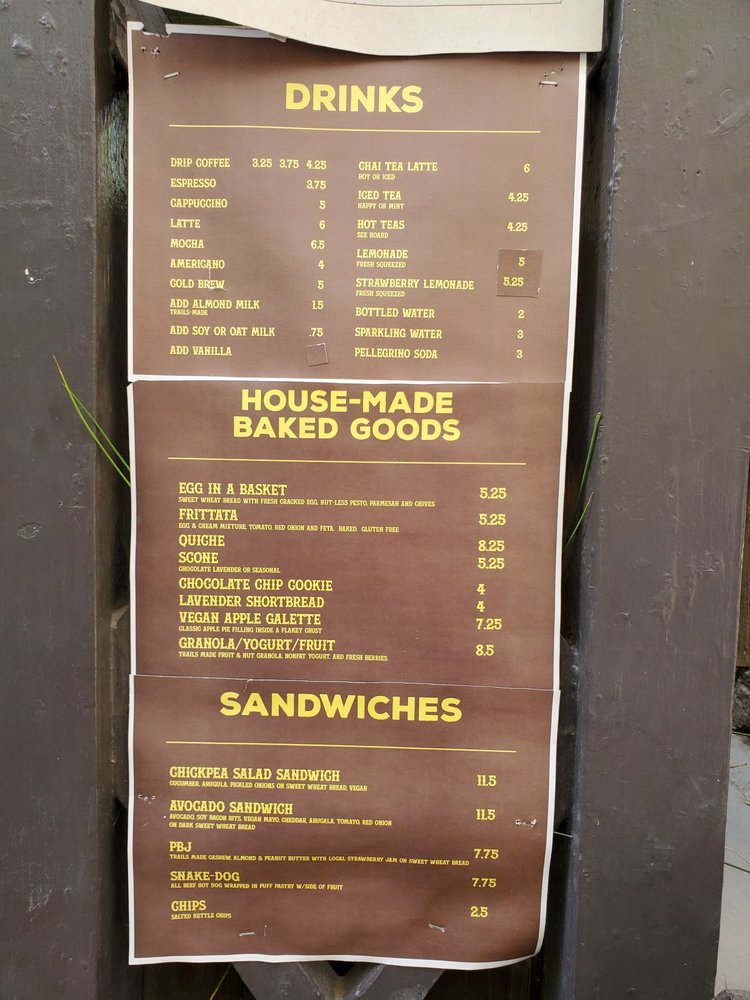 DRINKS
DRIP COFFEE 3.25 3.75 4.25
ESPRESSO 3.75
CAPPUCCINO 5
LATTE 6
MOCHA 6.5
AMERICANO 4
COLD BREW 5
ADD ALMOND MILK 1.5
TRAILS-MADE
ADD SOY OR OAT MILK .75
ADD VANILLA
CHAI TEA LATTE 6
HOT OR ICED
ICED TEA 4.25
HAPPY OR MINT
HOT TEAS 4.25
SEE BOARD
LEMONADE 5
FRESH SQUEEZED
STRAWBERRY LEMONADE 5.25
FRESH SQUEEZED
BOTTLED WATER 2
SPARKLING WATER 3
PELLEGRINO SODA 3
HOUSE-MADE
BAKED GOODS
EGG IN A BASKET 5.25
SWEET WHEAT BREAD WITH FRESH CRACKED EGG, NUT-LESS PESTO, PARMESAN AND CHIVES
FRITTATA 5.25
EGG & CREAM MIXTURE, TOMATO, RED ONION AND FETA. BAKED. GLUTEN FREE
QUICHE 8.25
SCONE 5.25
CHOCOLATE LAVENDER OR SEASONAL
CHOCOLATE CHIP COOKIE 4
LAVENDER SHORTBREAD 4
VEGAN APPLE GALETTE 7.25
CLASSIC APPLE PIE FILLING INSIDE A FLAKEY CRUST
GRANOLA/YOGURT/FRUIT 8.5
TRAILS MADE FRUIT & NUT GRANOLA, NONFAT YOGURT, AND FRESH BERRIES
SANDWICHES
CHICKPEA SALAD SANDWICH 11.5
CUCUMBER, ARUGULA, PICKLED ONIONS ON SWEET WHEAT BREAD, VEGAN
AVOCADO SANDWICH 11.5
AVOCADO, SOY BACON BITS, VEGAN MAYO, CHEDDAR, ARUGALA, TOMATO, RED ONION
ON DARK SWEET WHEAT BREAD
PBJ 7.75
TRAILS MADE CASHEW, ALMOND & PEANUT BUTTER WITH LOCAL STRAWBERRY JAM ON SWEET WHEAT BREAD
SNAKE-DOG 7.75
ALL BEEF HOT DOG WRAPPED IN PUFF PASTRY W/SIDE OF FRUIT
CHIPS 2.5
SALTED KETTLE CHIPS